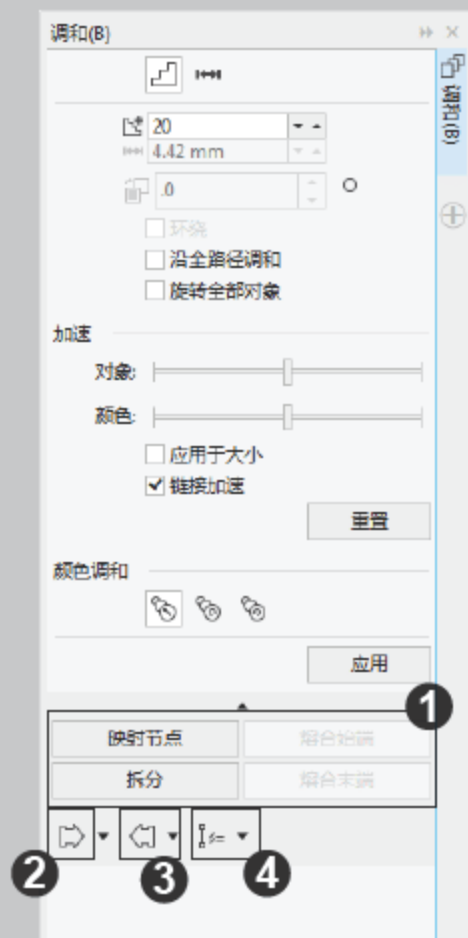 调和(B)
调和(B)
20
4.42 mm
.0
环绕
沿全路径调和
旋转全部对象
加速
对象:
颜色:
应用于大小
链接加速
重置
颜色调和
应用
1
映射节点 熔合始端
拆分 熔合末端
2 3 4